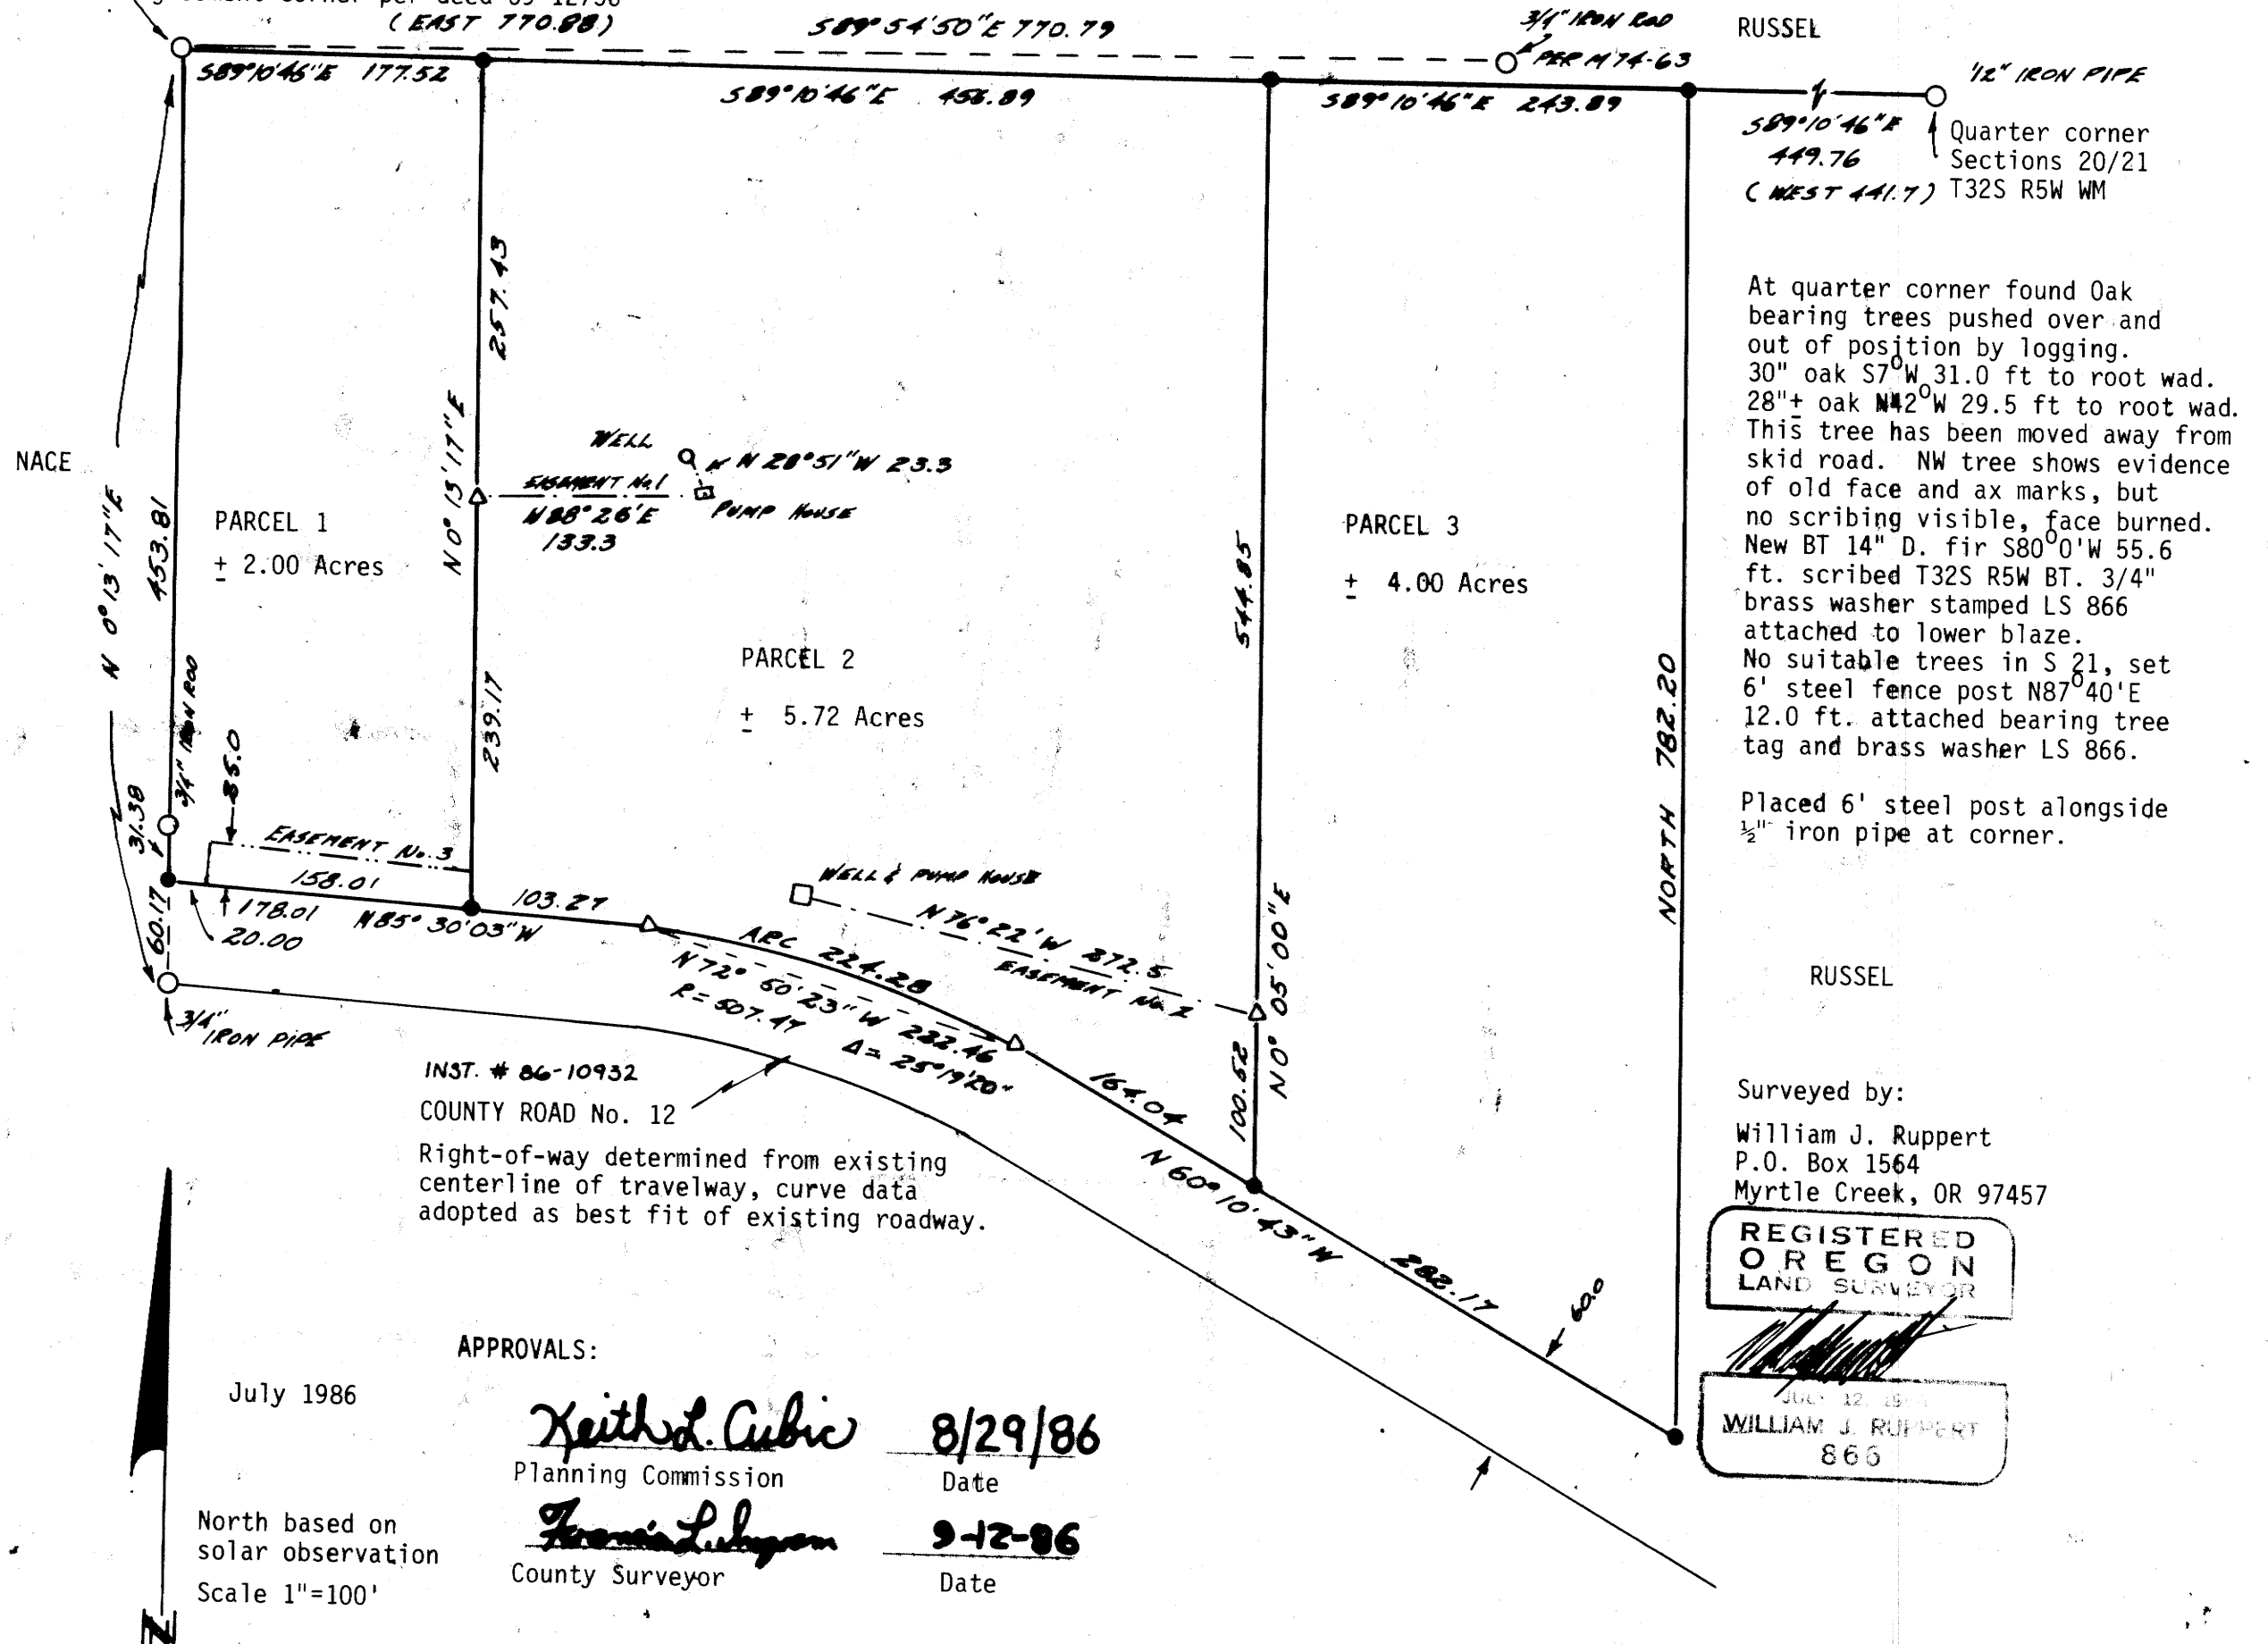 (EAST 770.88)
S89°54'50"E 770.79
3/4" IRON ROD
PER M74-63
RUSSEL
S89°10'46"E 177.52
S89°10'46"E 456.89
S89°10'46"E 243.89
1/2" IRON PIPE
S89°10'46"E
449.76
(WEST 441.7)
Quarter corner
Sections 20/21
T32S R5W WM
At quarter corner found Oak
bearing trees pushed over and
out of position by logging.
30" oak S7°W 31.0 ft to root wad.
28"± oak N42°W 29.5 ft to root wad.
This tree has been moved away from
skid road. NW tree shows evidence
of old face and ax marks, but
no scribing visible, face burned.
New BT 14" D. fir S80°0'W 55.6
ft. scribed T32S R5W BT. 3/4"
brass washer stamped LS 866
attached to lower blaze.
No suitable trees in S 21, set
6' steel fence post N87°40'E
12.0 ft. attached bearing tree
tag and brass washer LS 866.
Placed 6' steel post alongside
½" iron pipe at corner.
NACE
N 0°13'17"E
453.81
PARCEL 1
± 2.00 Acres
257.43
N 0°13'17"E
239.17
WELL
N 28°51"W 23.3
EASEMENT No.1
N88°26'E
133.3
PUMP HOUSE
PARCEL 2
± 5.72 Acres
544.85
PARCEL 3
± 4.00 Acres
NORTH 782.20
3/4" IRON ROD
31.38
EASEMENT No. 3
158.01
178.01
20.00
N85°30'03"W
60.17
3/4"
IRON PIPE
103.27
ARC 224.28
N72°50'23"W 222.46
R=507.47
Δ= 25°19'20"
WELL & PUMP HOUSE
N76°22'W 272.5
EASEMENT No. 2
N0°05'00"E
100.52
164.04
N60°10'43"W
282.17
60.0
INST. # 86-10932
COUNTY ROAD No. 12
Right-of-way determined from existing
centerline of travelway, curve data
adopted as best fit of existing roadway.
RUSSEL
Surveyed by:
William J. Ruppert
P.O. Box 1564
Myrtle Creek, OR 97457
REGISTERED
OREGON
LAND SURVEYOR
JULY 12,
WILLIAM J. RUPPERT
866
APPROVALS:
Keith L. Cubic 8/29/86
Planning Commission Date
9-12-86
County Surveyor Date
July 1986
North based on
solar observation
Scale 1"=100'
N